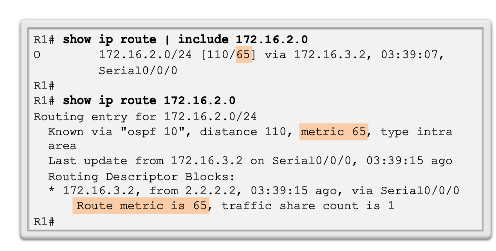 R1# show ip route | include 172.16.2.0
O 172.16.2.0/24 [110/65] via 172.16.3.2, 03:39:07,
Serial0/0/0
R1#
R1# show ip route 172.16.2.0
Routing entry for 172.16.2.0/24
Known via "ospf 10", distance 110, metric 65, type intra
area
Last update from 172.16.3.2 on Serial0/0/0, 03:39:15 ago
Routing Descriptor Blocks:
* 172.16.3.2, from 2.2.2.2, 03:39:15 ago, via Serial0/0/0
Route metric is 65, traffic share count is 1
R1#